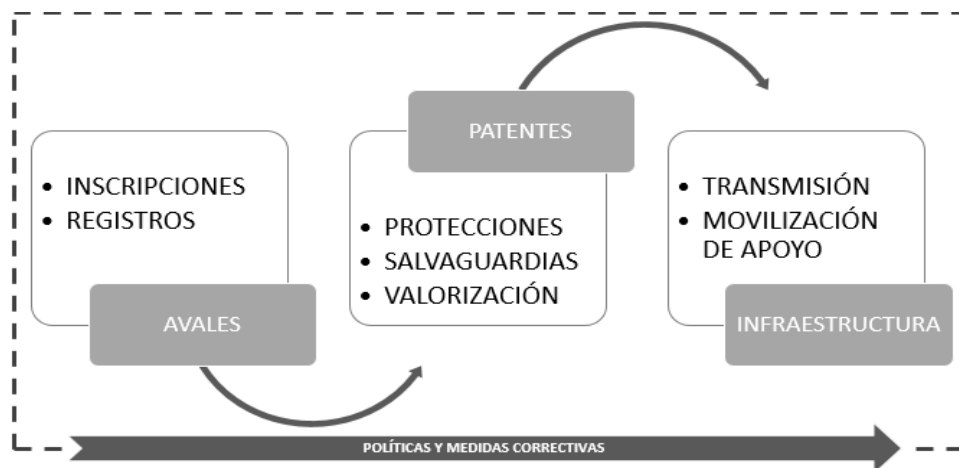 • INSCRIPCIONES
• REGISTROS
AVALES
PATENTES
• PROTECCIONES
• SALVAGUARDIAS
• VALORIZACIÓN
• TRANSMISIÓN
• MOVILIZACIÓN
DE APOYO
INFRAESTRUCTURA
POLÍTICAS Y MEDIDAS CORRECTIVAS